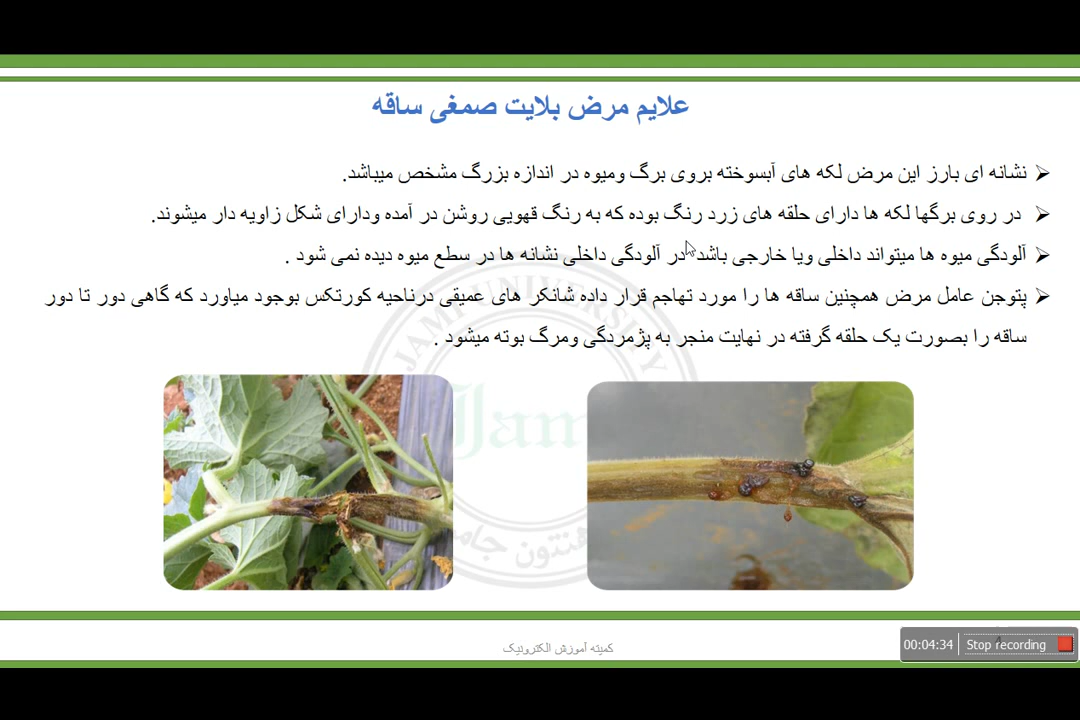 علایم مرض بلایت صمغی ساقه
نشانه ای بارز این مرض لکه های آبسوخته بروی برگ ومیوه در اندازه بزرگ مشخص میباشد.
در روی برگها لکه ها دارای حلقه های زرد رنگ بوده که به رنگ قهویی روشن در آمده ودارای شکل زاویه دار میشوند.
آلودگی میوه ها میتواند داخلی ویا خارجی باشد در آلودگی داخلی نشانه ها در سطع میوه دیده نمی شود .
پتوجن عامل مرض همچنین ساقه ها را مورد تهاجم قرار داده شانکر های عمیقی درناحیه کورتکس بوجود میاورد که گاهی دور تا دور
ساقه را بصورت یک حلقه گرفته در نهایت منجر به پژمردگی ومرگ بوته میشود .
JAMI UNIVERSITY
Jam
کمیته آموزش الکترونیک
00:04:34 Stop recording